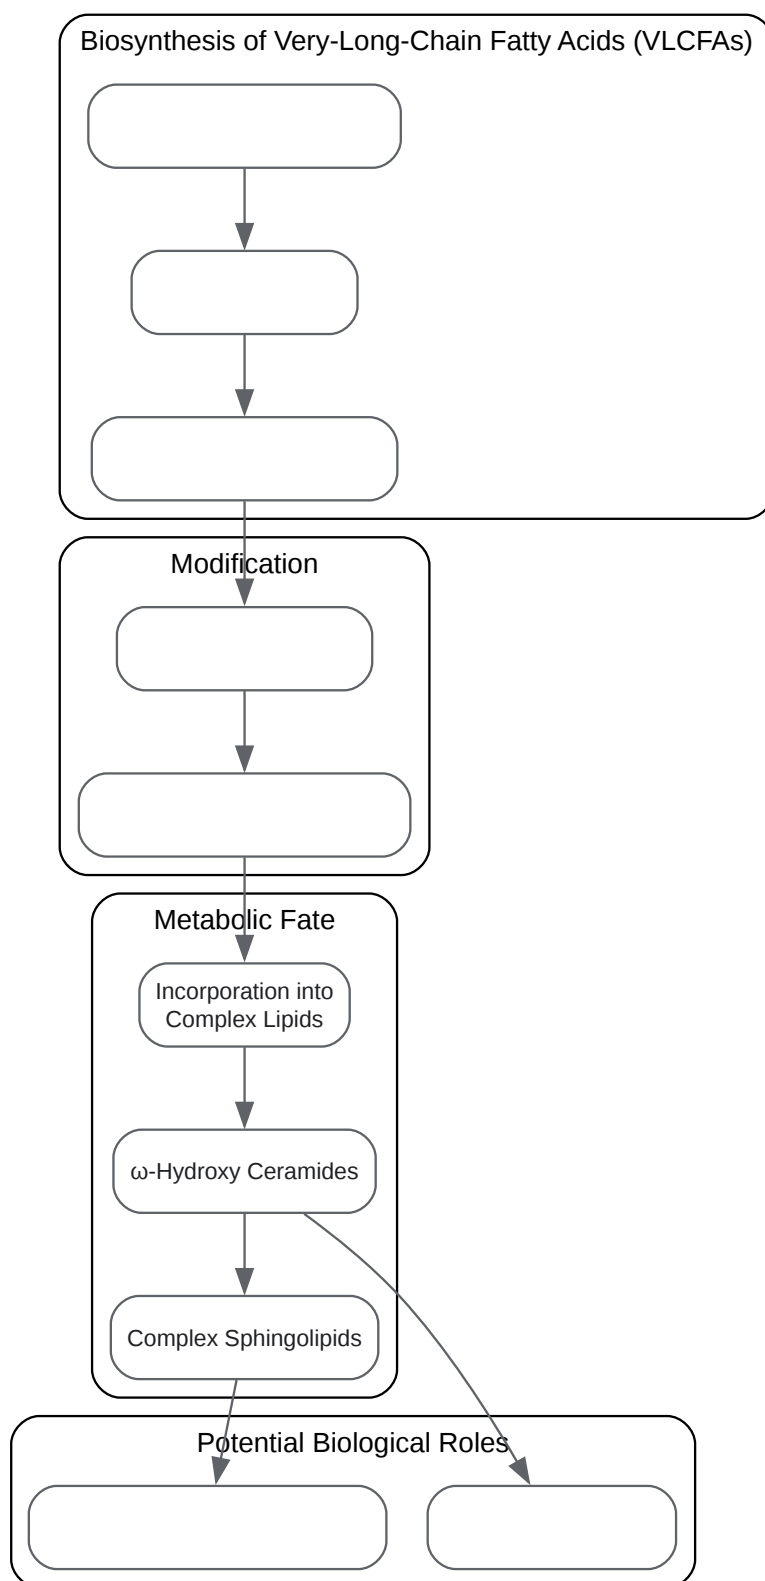 Biosynthesis of Very-Long-Chain Fatty Acids (VLCFAs)
Modification
Metabolic Fate
Incorporation into
Complex Lipids
ω-Hydroxy Ceramides
Complex Sphingolipids
Potential Biological Roles